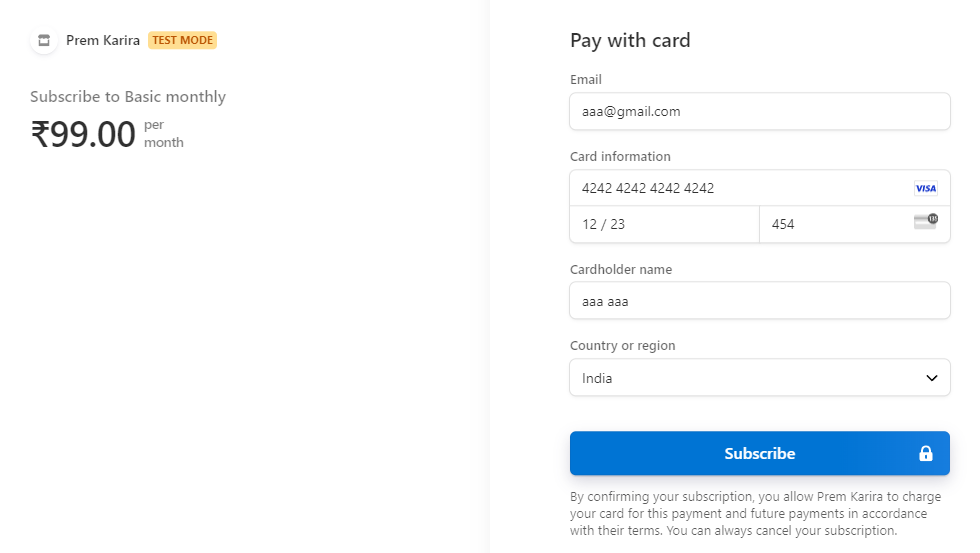 Prem Karira TEST MODE
Subscribe to Basic monthly
₹99.00 per month
Pay with card
Email
aaa@gmail.com
Card information
4242 4242 4242 4242 VISA
12 / 23 454
Cardholder name
aaa aaa
Country or region
India
Subscribe
By confirming your subscription, you allow Prem Karira to charge
your card for this payment and future payments in accordance
with their terms. You can always cancel your subscription.